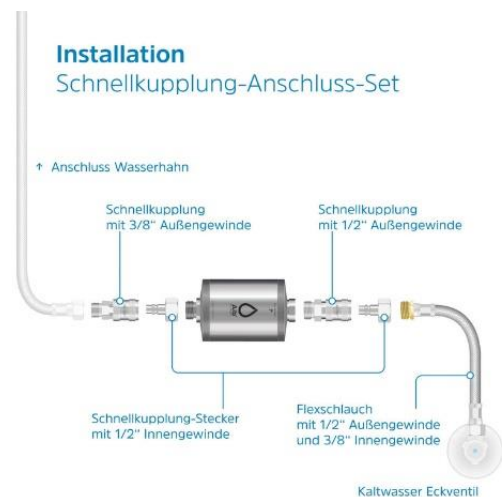 Installation
Schnellkupplung-Anschluss-Set
↑ Anschluss Wasserhahn
Schnellkupplung
mit 3/8“ Außengewinde
Schnellkupplung
mit 1/2“ Außengewinde
Schnellkupplung-Stecker
mit 1/2“ Innengewinde
Flexschlauch
mit 1/2“ Außengewinde
und 3/8“ Innengewinde
Kaltwasser Eckventil